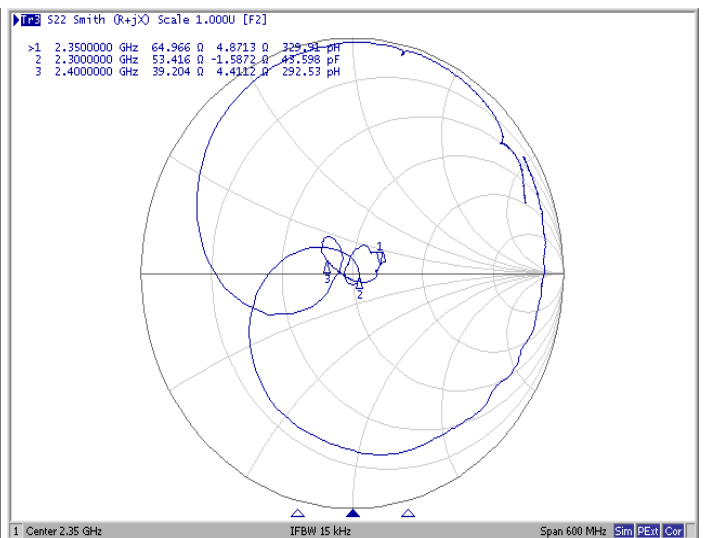 Tr3 S22 Smith (R+jX) Scale 1.000U [F2]
>1 2.3500000 GHz 64.966 Ω 4.8713 Ω 329.91 pH
2 2.3000000 GHz 53.416 Ω -1.5872 Ω 43.598 pF
3 2.4000000 GHz 39.204 Ω 4.4112 Ω 292.53 pH
1
3
2
1 Center 2.35 GHz IFBW 15 kHz Span 600 MHz Sim PExt Cor